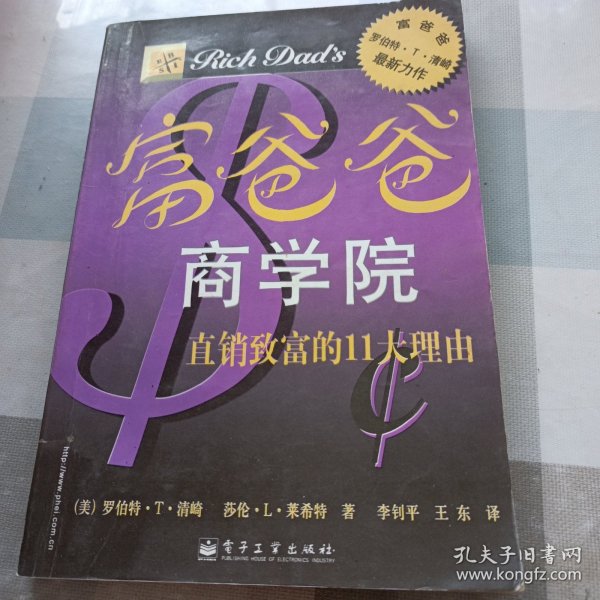 富爸爸
罗伯特·T·清崎
最新力作
B B
S I
Rich Dad's
富爸爸
商学院
直销致富的11大理由
http://www.phei.com.cn
(美) 罗伯特·T·清崎 莎伦·L·莱希特 著 李钊平 王东 译
电子工业出版社
PUBLISHING HOUSE OF ELECTRONICS INDUSTRY
孔夫子旧书网
www.kongfz.com